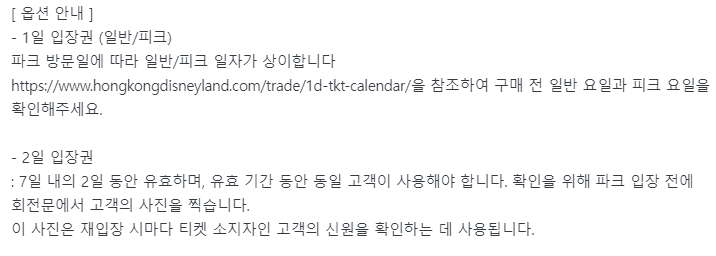 [ 옵션 안내 ]
- 1일 입장권 (일반/피크)
파크 방문일에 따라 일반/피크 일자가 상이합니다
https://www.hongkongdisneyland.com/trade/1d-tkt-calendar/을 참조하여 구매 전 일반 요일과 피크 요일을
확인해주세요.
- 2일 입장권
: 7일 내의 2일 동안 유효하며, 유효 기간 동안 동일 고객이 사용해야 합니다. 확인을 위해 파크 입장 전에
회전문에서 고객의 사진을 찍습니다.
이 사진은 재입장 시마다 티켓 소지자인 고객의 신원을 확인하는 데 사용됩니다.